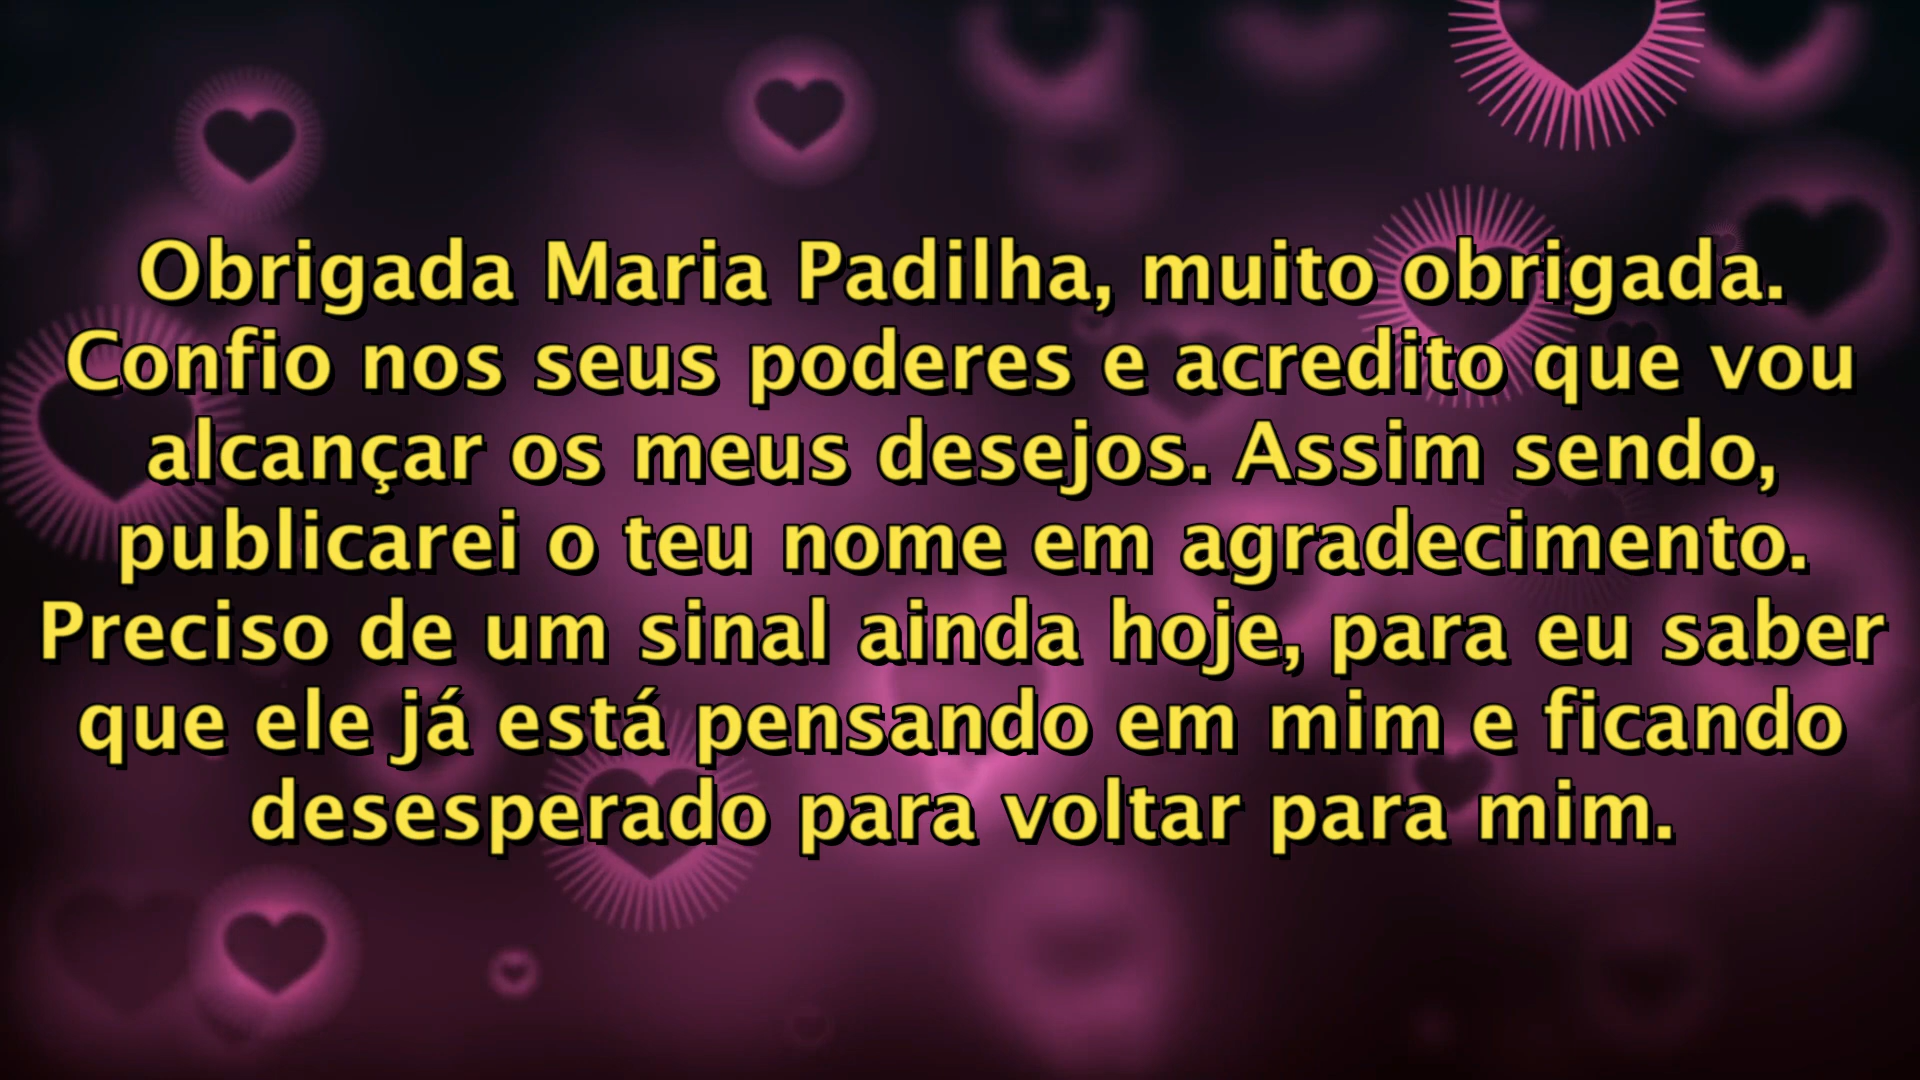 Obrigada Maria Padilha, muito obrigada.
Confio nos seus poderes e acredito que vou
alcançar os meus desejos. Assim sendo,
publicarei o teu nome em agradecimento.
Preciso de um sinal ainda hoje, para eu saber
que ele já está pensando em mim e ficando
desesperado para voltar para mim.